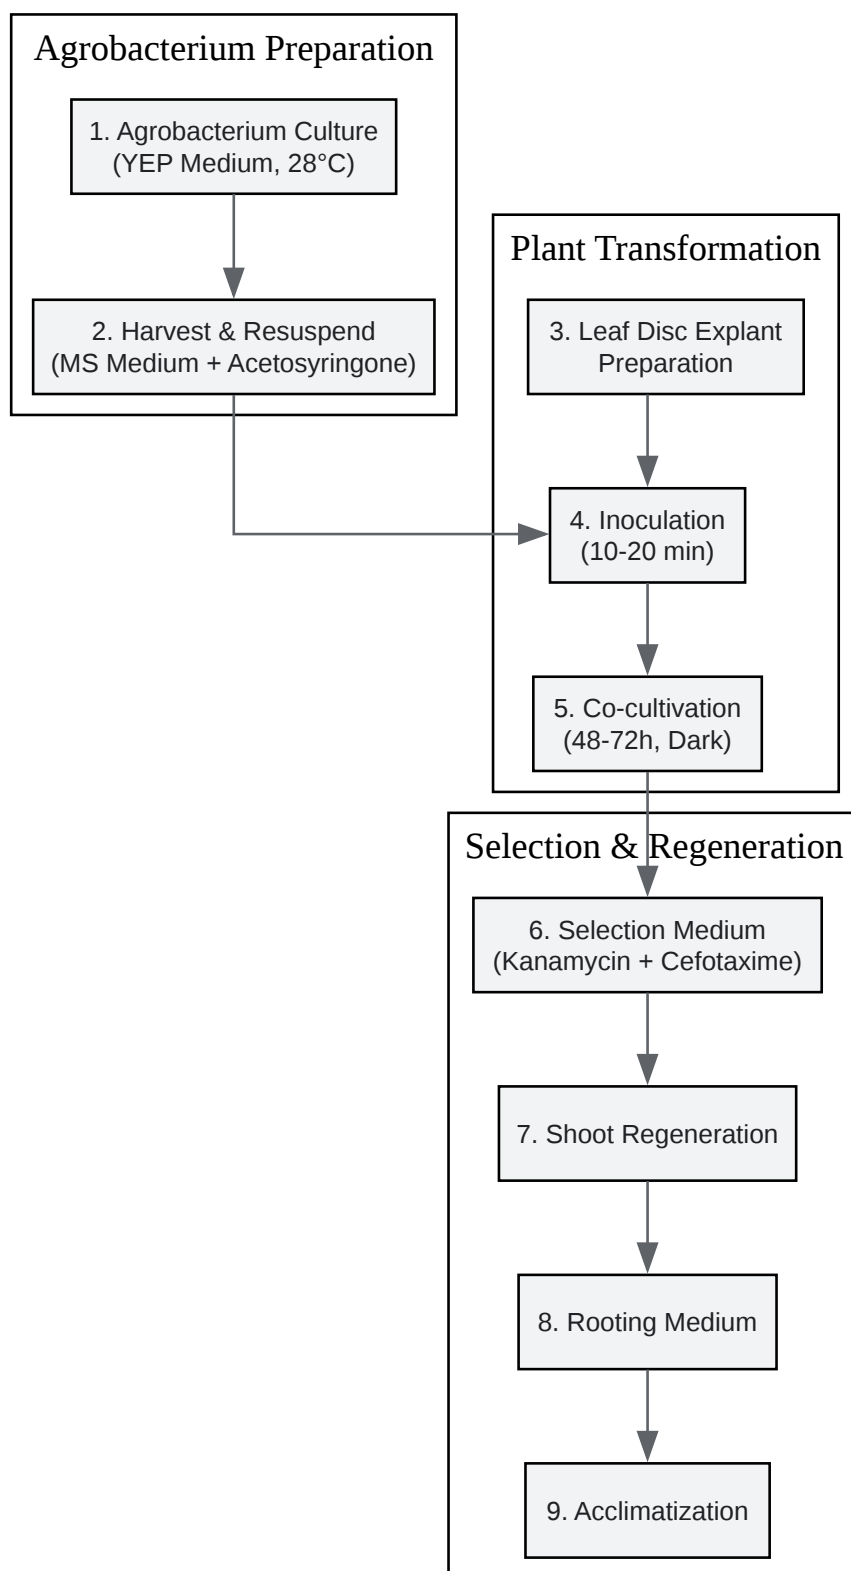 Agrobacterium Preparation
1. Agrobacterium Culture
(YEP Medium, 28°C)
2. Harvest & Resuspend
(MS Medium + Acetosyringone)
Plant Transformation
3. Leaf Disc Explant
Preparation
4. Inoculation
(10-20 min)
5. Co-cultivation
(48-72h, Dark)
Selection & Regeneration
6. Selection Medium
(Kanamycin + Cefotaxime)
7. Shoot Regeneration
8. Rooting Medium
9. Acclimatization